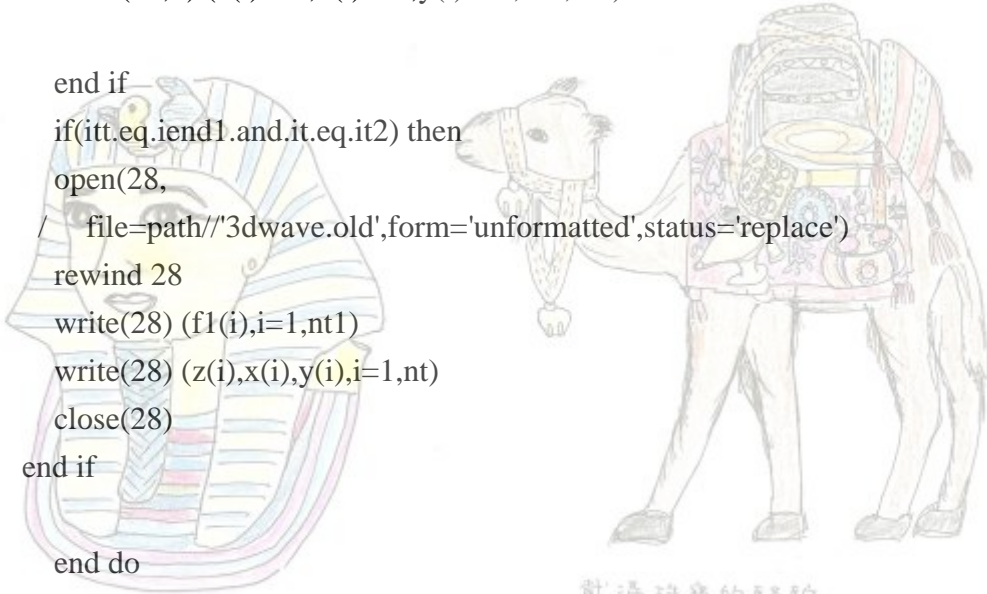 end if
if(itt.eq.iend1.and.it.eq.it2) then
open(28,
/ file=path//'3dwave.old',form='unformatted',status='replace')
rewind 28
write(28) (f1(i),i=1,nt1)
write(28) (z(i),x(i),y(i),i=1,nt)
close(28)
end if
end do